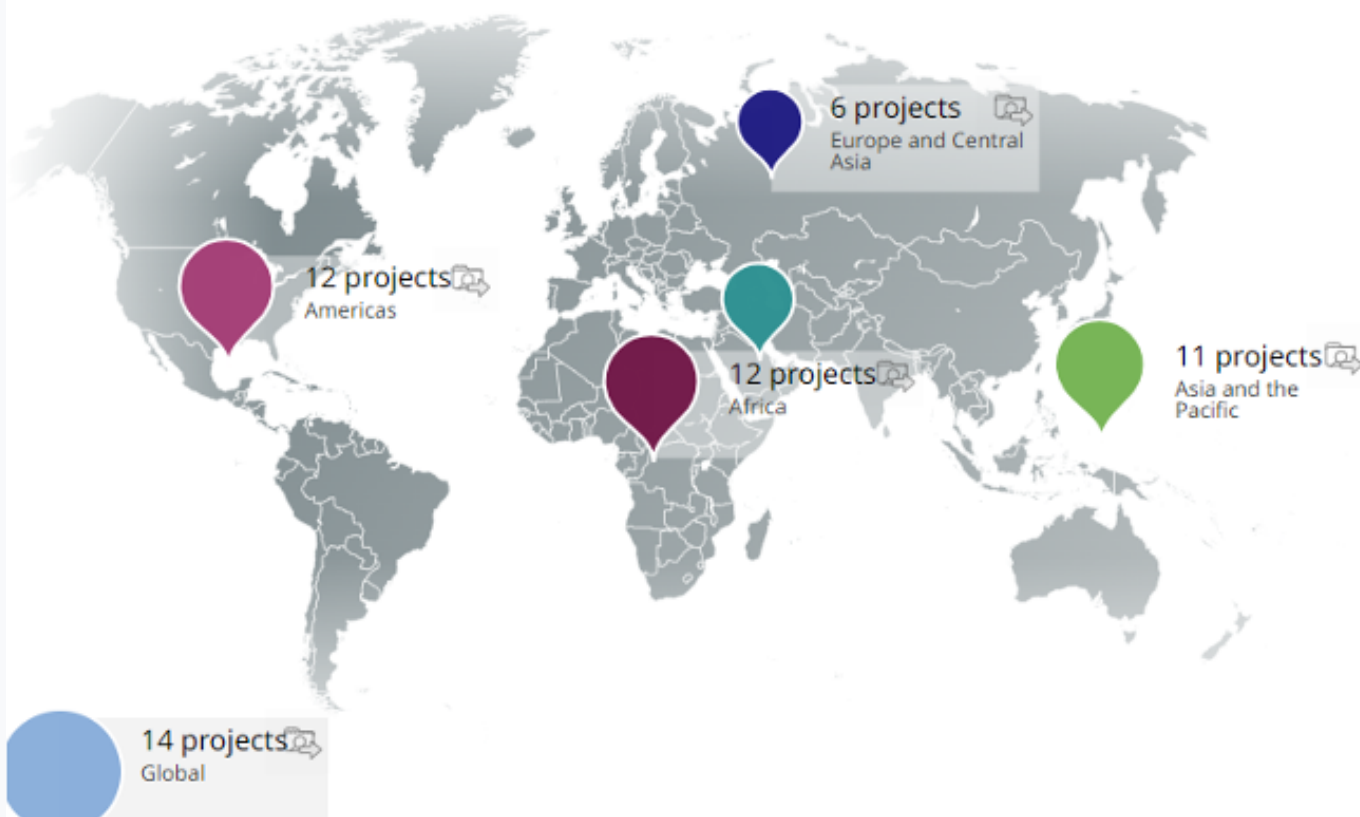 6 projects
Europe and Central
Asia
12 projects
Americas
12 projects
Africa
11 projects
Asia and the
Pacific
14 projects
Global